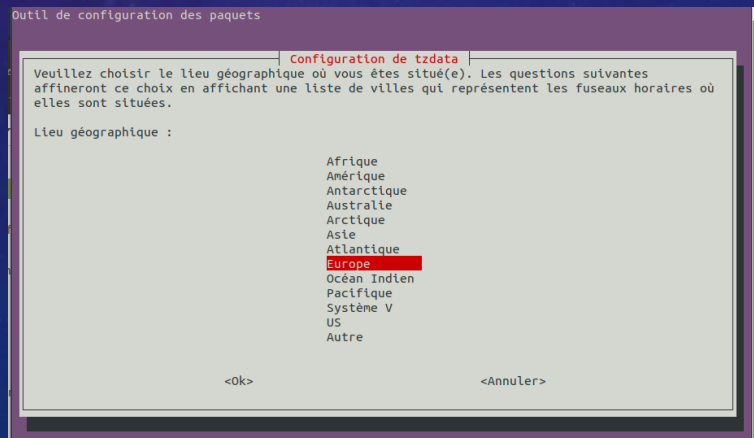 Outil de configuration des paquets
Configuration de tzdata
Veuillez choisir le lieu géographique où vous êtes situé(e). Les questions suivantes
affineront ce choix en affichant une liste de villes qui représentent les fuseaux horaires où
elles sont situées.
Lieu géographique :
Afrique
Amérique
Antarctique
Australie
Arctique
Asie
Atlantique
Europe
Océan Indien
Pacifique
Système V
US
Autre
<Ok> <Annuler>